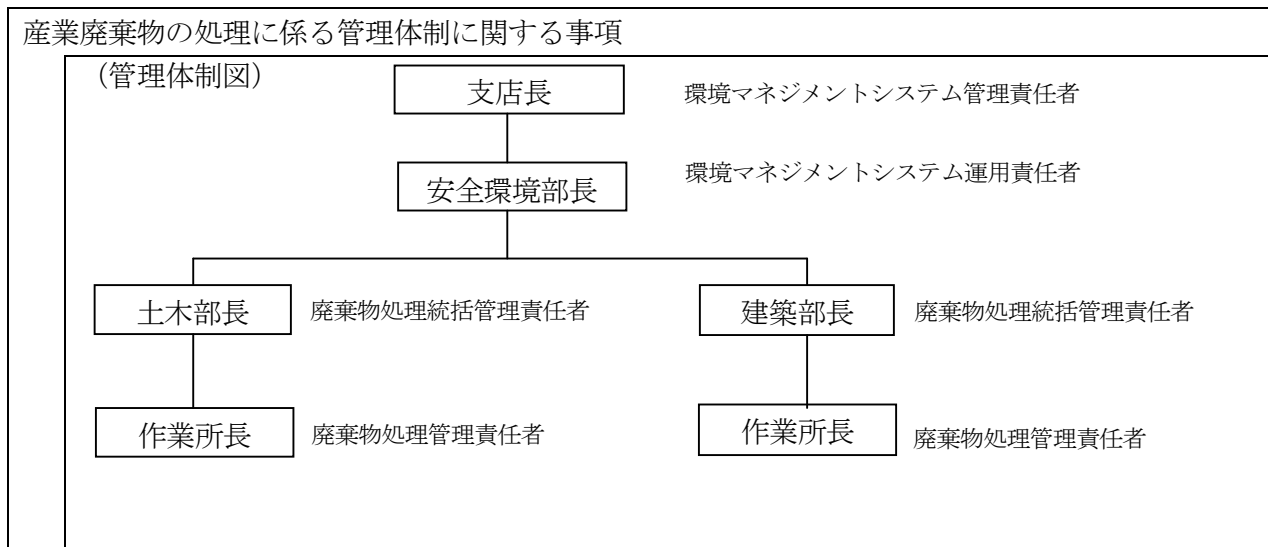 産業廃棄物の処理に係る管理体制に関する事項
（管理体制図）
支店長 環境マネジメントシステム管理責任者
安全環境部長 環境マネジメントシステム運用責任者
土木部長 廃棄物処理統括管理責任者 建築部長 廃棄物処理統括管理責任者
作業所長 廃棄物処理管理責任者 作業所長 廃棄物処理管理責任者